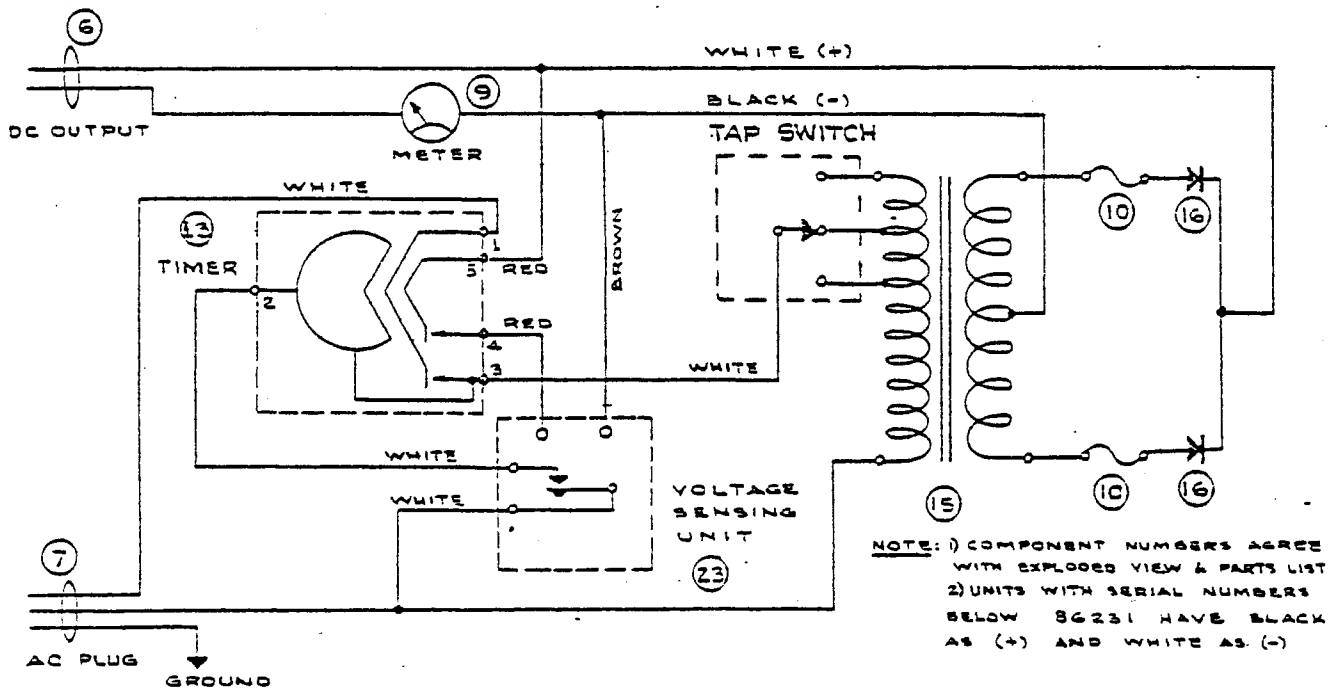 6
WHITE (+)
9
BLACK (-)
DC OUTPUT
METER
TAP SWITCH
WHITE
13
TIMER
1
5
RED
2
BROWN
10
16
RED
4
3
WHITE
WHITE
WHITE
VOLTAGE
SENSING
UNIT
23
15
10
16
7
NOTE: 1) COMPONENT NUMBERS AGREE
WITH EXPLODED VIEW & PARTS LIST
2) UNITS WITH SERIAL NUMBERS
BELOW 86231 HAVE BLACK
AS (+) AND WHITE AS (-)
AC PLUG
GROUND